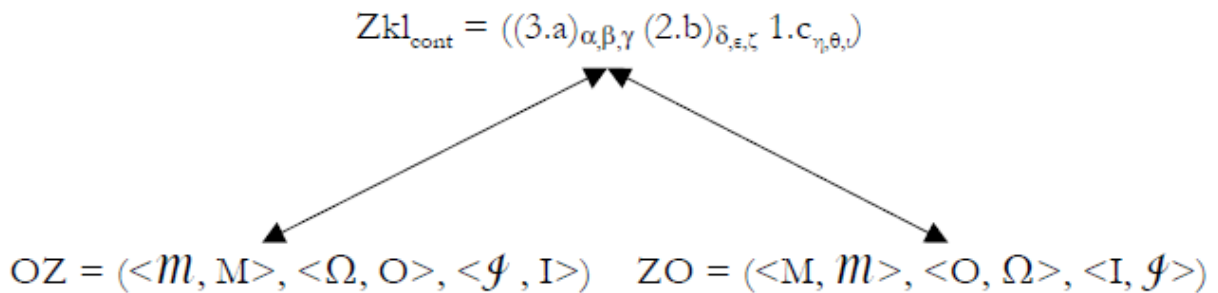 Zkl_cont = ((3.a)_α,β,γ (2.b)_δ,ε,ζ 1.c_η,θ,ι)
OZ = (<ℳ, M>, <Ω, O>, <ℐ , I>) ZO = (<M, ℳ>, <O, Ω>, <I, ℐ>)